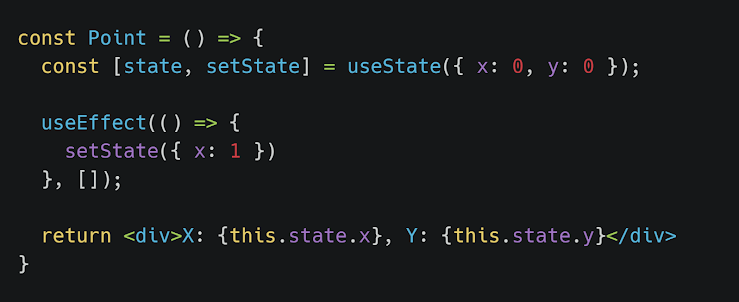 const Point = () => {
  const [state, setState] = useState({ x: 0, y: 0 });

  useEffect(() => {
    setState({ x: 1 })
  }, []);

  return <div>X: {this.state.x}, Y: {this.state.y}</div>
}